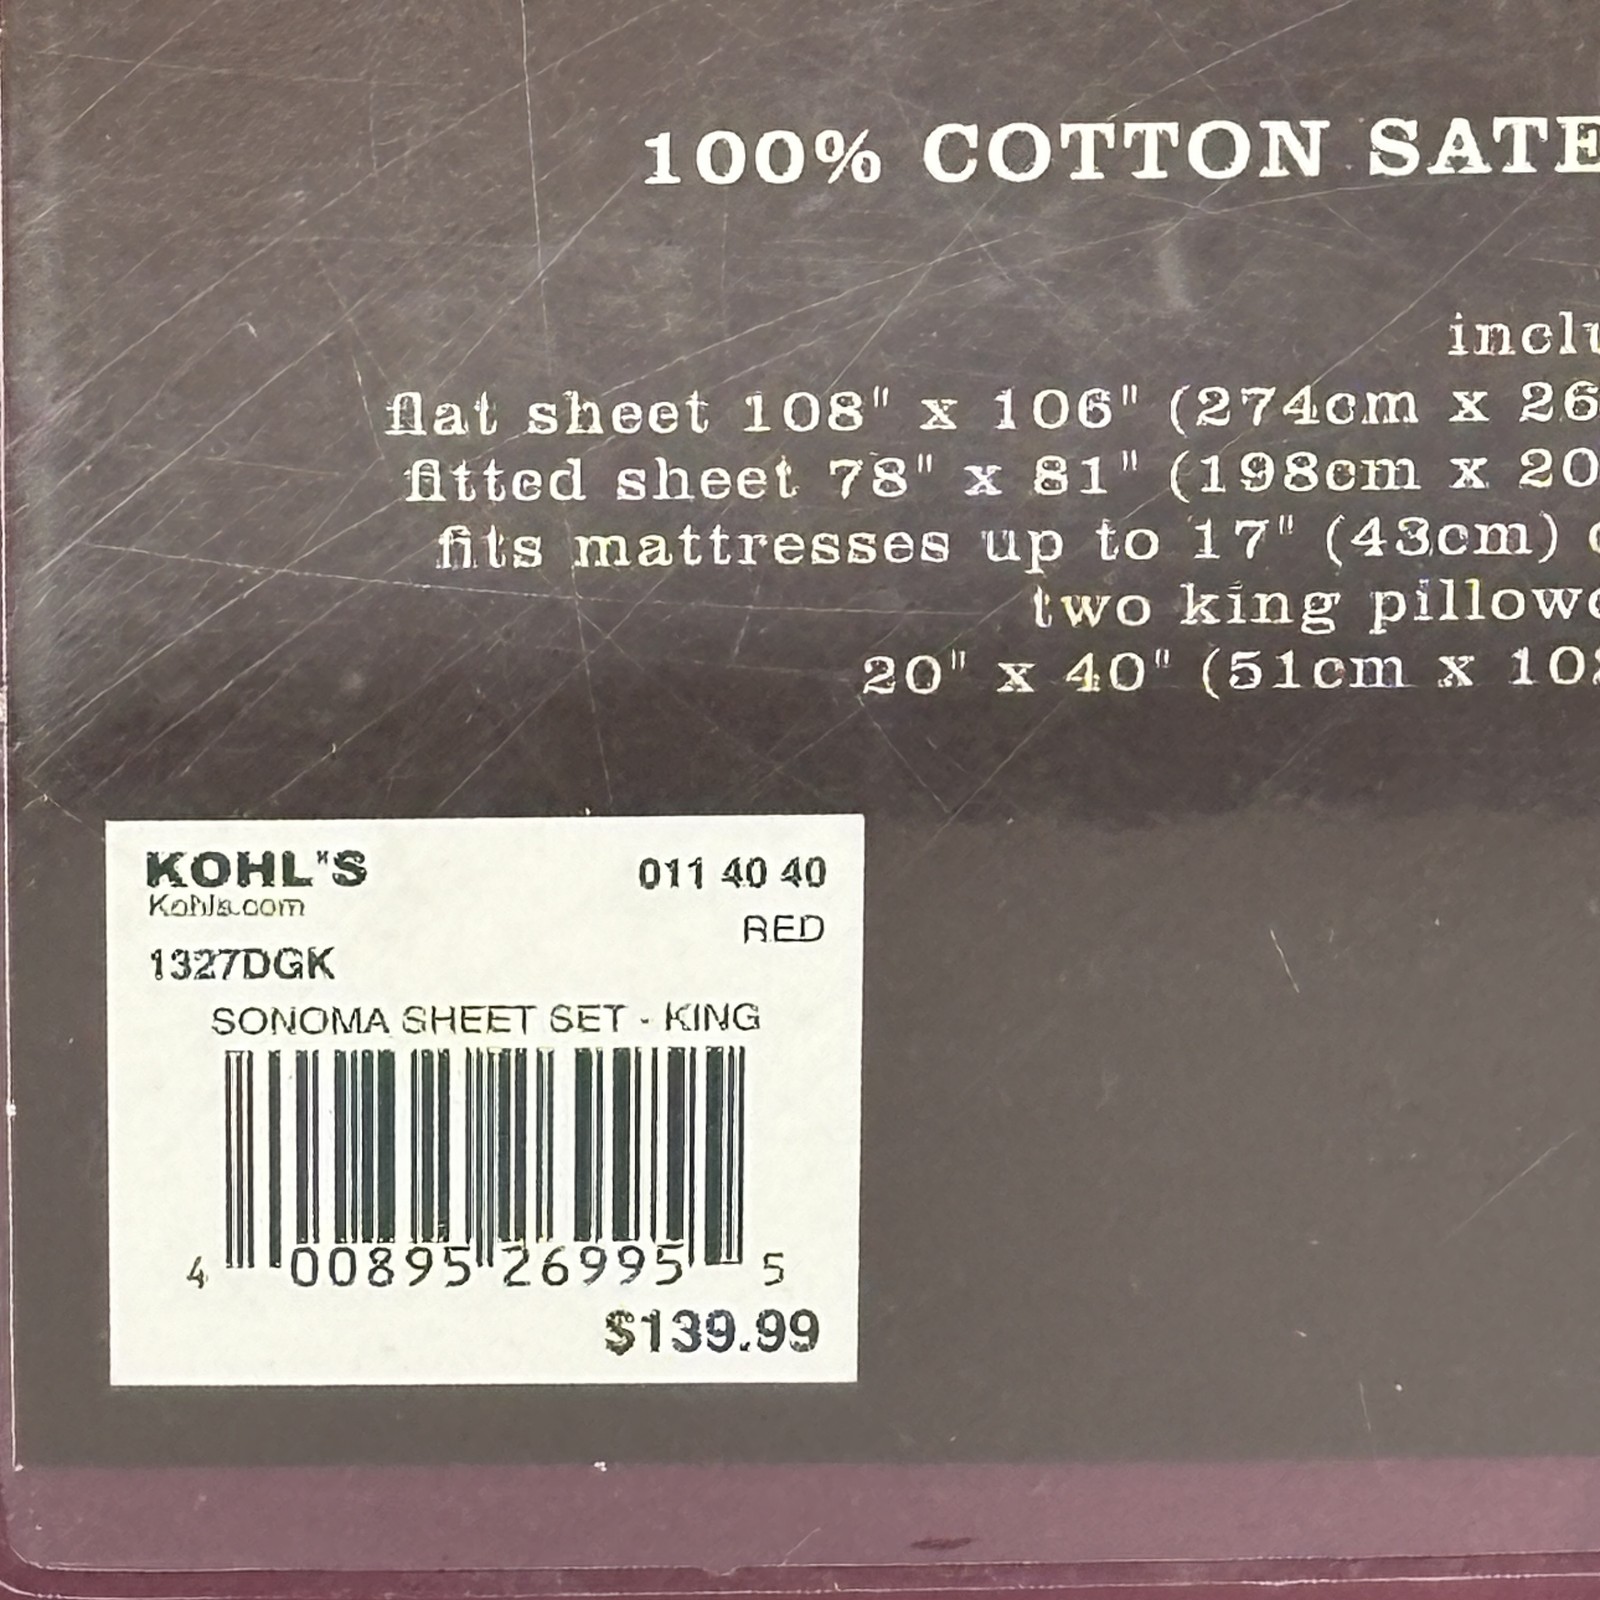 100% COTTON SATE
inclu
flat sheet 108" x 106" (274cm x 26
fitted sheet 78" x 81" (198cm x 20
fits mattresses up to 17" (43cm)
two king pillowc
20" x 40" (51cm x 102
KOHL'S
011 40 40
Kohls.com
RED
1327DGK
SONOMA SHEET SET - KING
4 00895 26995 5
$139.99